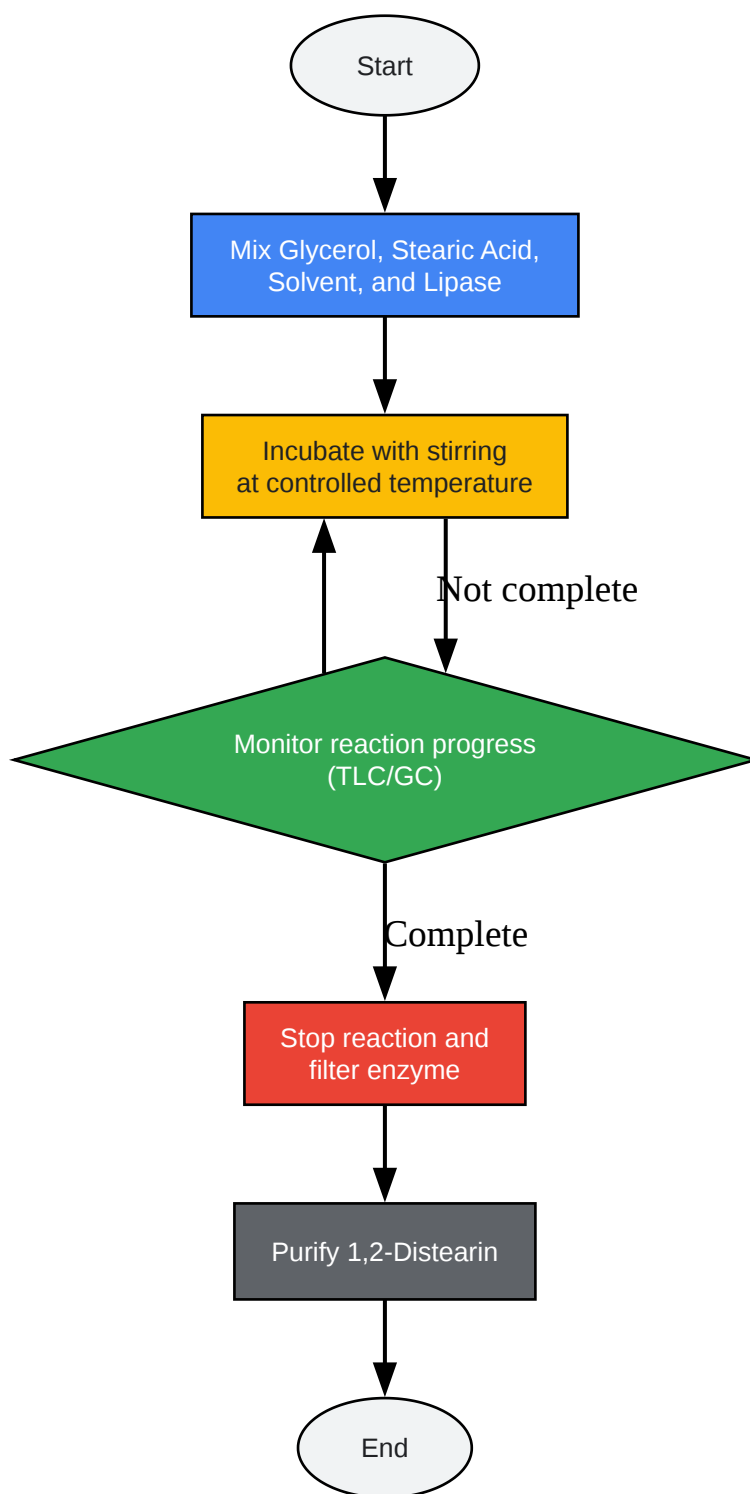 Start
Mix Glycerol, Stearic Acid,
Solvent, and Lipase
Incubate with stirring
at controlled temperature
Not complete
Monitor reaction progress
(TLC/GC)
Complete
Stop reaction and
filter enzyme
Purify 1,2-Distearin
End